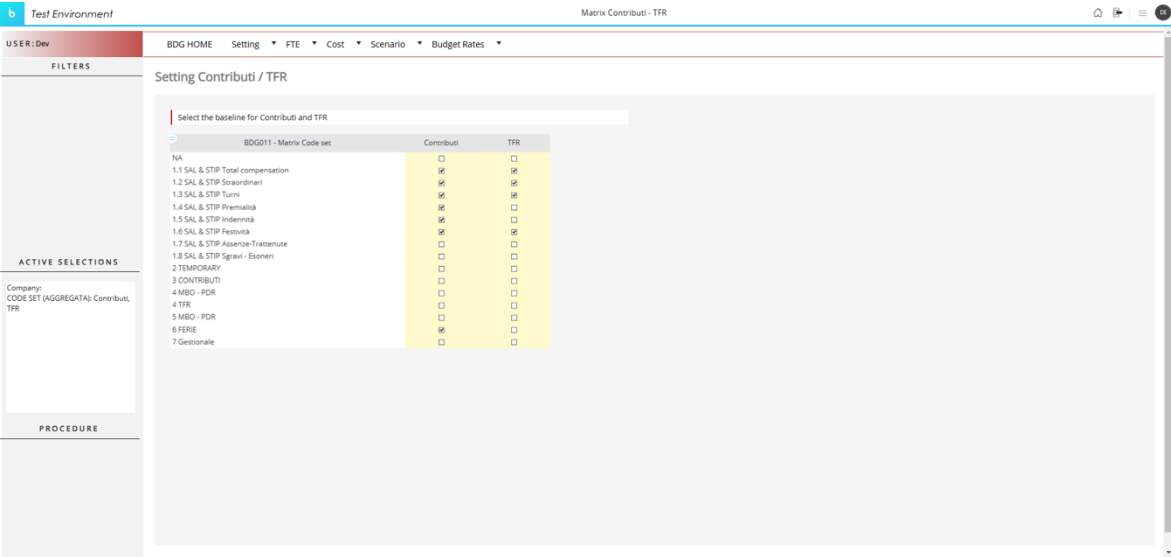 b Test Environment
Matrix Contributi - TFR
DE
USER:Dev
BDG HOME Setting FTE Cost Scenario Budget Rates
FILTERS
Setting Contributi / TFR
Select the baseline for Contributi and TFR
BDG011 - Matrix Code set Contributi TFR
NA
1.1 SAL & STIP Total compensation
1.2 SAL & STIP Straordinari
1.3 SAL & STIP Turni
1.4 SAL & STIP Premialità
1.5 SAL & STIP Indennità
1.6 SAL & STIP Festività
1.7 SAL & STIP Assenze-Trattenute
1.8 SAL & STIP Sgravi - Esoneri
2 TEMPORARY
3 CONTRIBUTI
4 MBO - PDR
4 TFR
5 MBO - PDR
6 FERIE
7 Gestionale
ACTIVE SELECTIONS
Company:
CODE SET (AGGREGATA): Contributi,
TFR
PROCEDURE